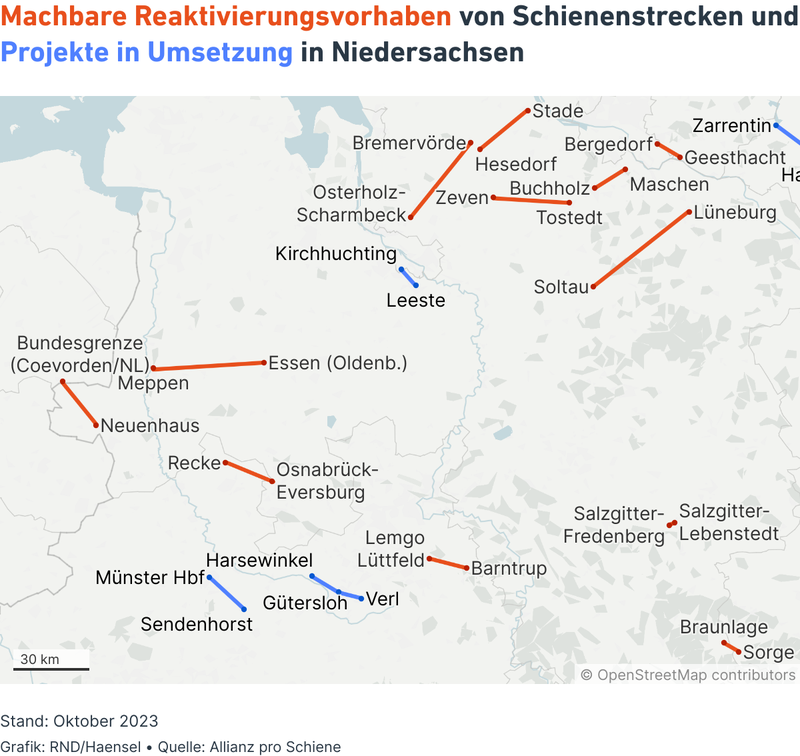 Machbare Reaktivierungsvorhaben von Schienenstrecken und
Projekte in Umsetzung in Niedersachsen
Stade
Bremervörde
Hesedorf
Bergedorf
Zarrentin
Geesthacht
Ha
Osterholz-
Scharmbeck
Zeven
Buchholz
Maschen
Tostedt
Lüneburg
Kirchhuchting
Leeste
Soltau
Bundesgrenze
(Coevorden/NL)
Meppen
Essen (Oldenb.)
Neuenhaus
Recke
Osnabrück-
Eversburg
Salzgitter-
Fredenberg
Salzgitter-
Lebenstedt
Lemgo
Lüttfeld
Barntrup
Harsewinkel
Münster Hbf
Gütersloh
Verl
Sendenhorst
Braunlage
Sorge
30 km
© OpenStreetMap contributors
Stand: Oktober 2023
Grafik: RND/Haensel • Quelle: Allianz pro Schiene